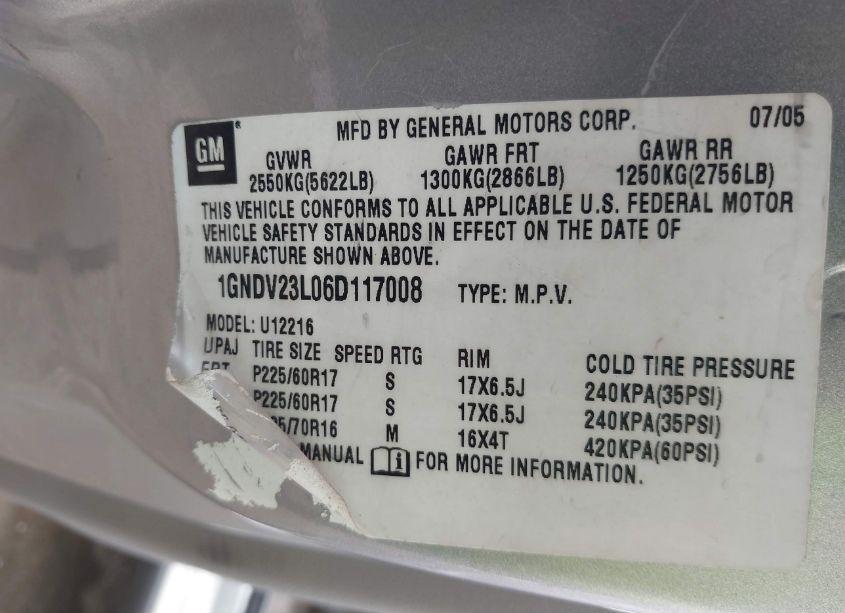 GM® MFD BY GENERAL MOTORS CORP. 07/05
GVWR GAWR FRT GAWR RR
2550KG(5622LB) 1300KG(2866LB) 1250KG(2756LB)
THIS VEHICLE CONFORMS TO ALL APPLICABLE U.S. FEDERAL MOTOR
VEHICLE SAFETY STANDARDS IN EFFECT ON THE DATE OF
MANUFACTURE SHOWN ABOVE.
1GNDV23L06D117008 TYPE: M.P.V.
MODEL: U12216
UPAJ TIRE SIZE SPEED RTG RIM COLD TIRE PRESSURE
P225/60R17 S 17X6.5J 240KPA(35PSI)
P225/60R17 S 17X6.5J 240KPA(35PSI)
5/70R16 M 16X4T 420KPA(60PSI)
MANUAL FOR MORE INFORMATION.